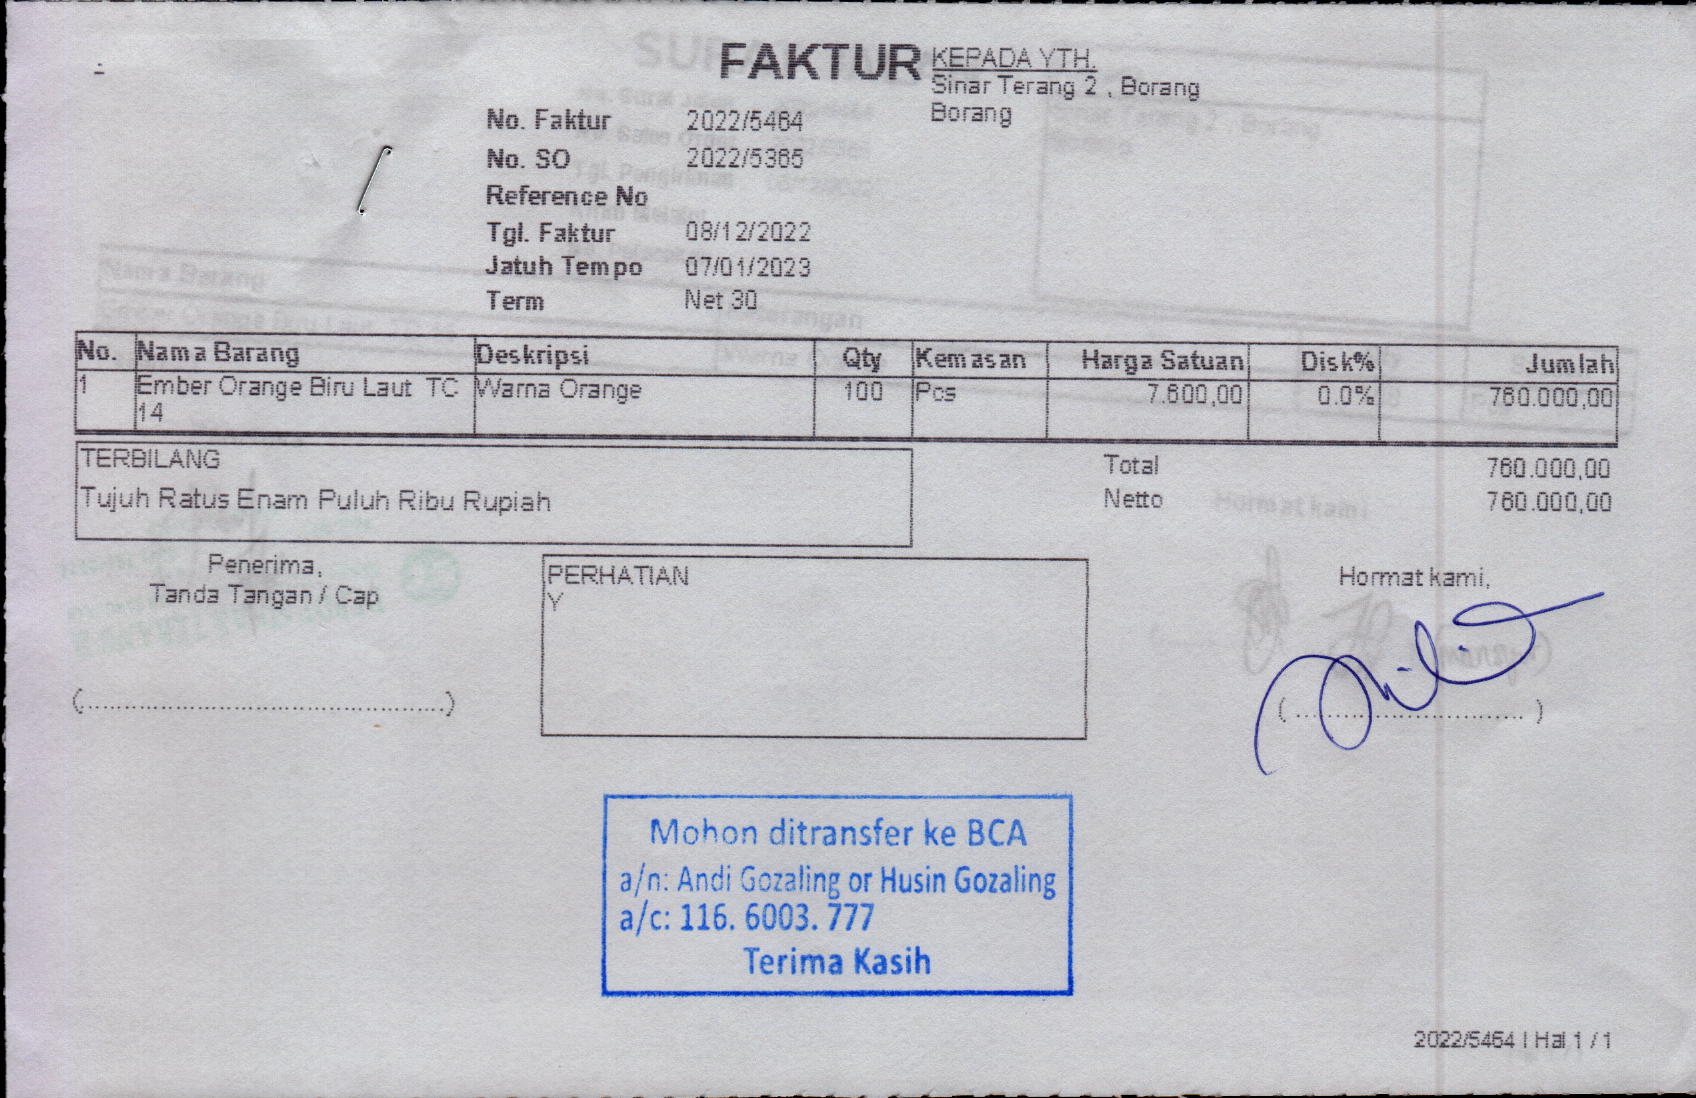 FAKTUR
KEPADA YTH.
Sinar Terang 2 , Borang
Borang
No. Faktur 2022/5464
No. SO 2022/5365
Reference No
Tgl. Faktur 08/12/2022
Jatuh Tempo 07/01/2023
Term Net 30
No. Nama Barang Deskripsi Qty Kemasan Harga Satuan Disk% Jumlah
1 Ember Orange Biru Laut TC Warna Orange 100 Pcs 7.600,00 0.0% 760.000,00
14
TERBILANG
Tujuh Ratus Enam Puluh Ribu Rupiah
Total 760.000,00
Netto 760.000,00
Penerima,
Tanda Tangan / Cap
(................................................)
PERHATIAN
Y
Hormat kami,
( .............................. )
Mohon ditransfer ke BCA
a/n: Andi Gozaling or Husin Gozaling
a/c: 116. 6003. 777
Terima Kasih
2022/5464 | Hal 1 / 1